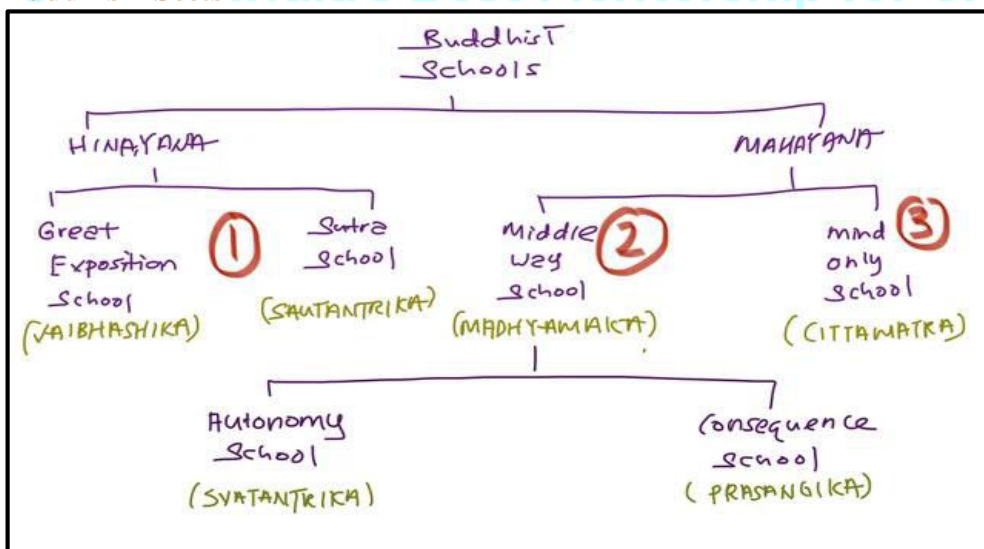 Buddhist
Schools
HINAYANA
MAHAYANA
Great
Exposition
School
(VAIBHASHIKA)
1
Sutra
School
(SAUTANTRIKA)
Middle
way
School
(MADHYAMAKA)
2
mind
only
School
(CITTAMATRA)
3
Autonomy
School
(SVATANTRIKA)
Consequence
School
(PRASANGIKA)